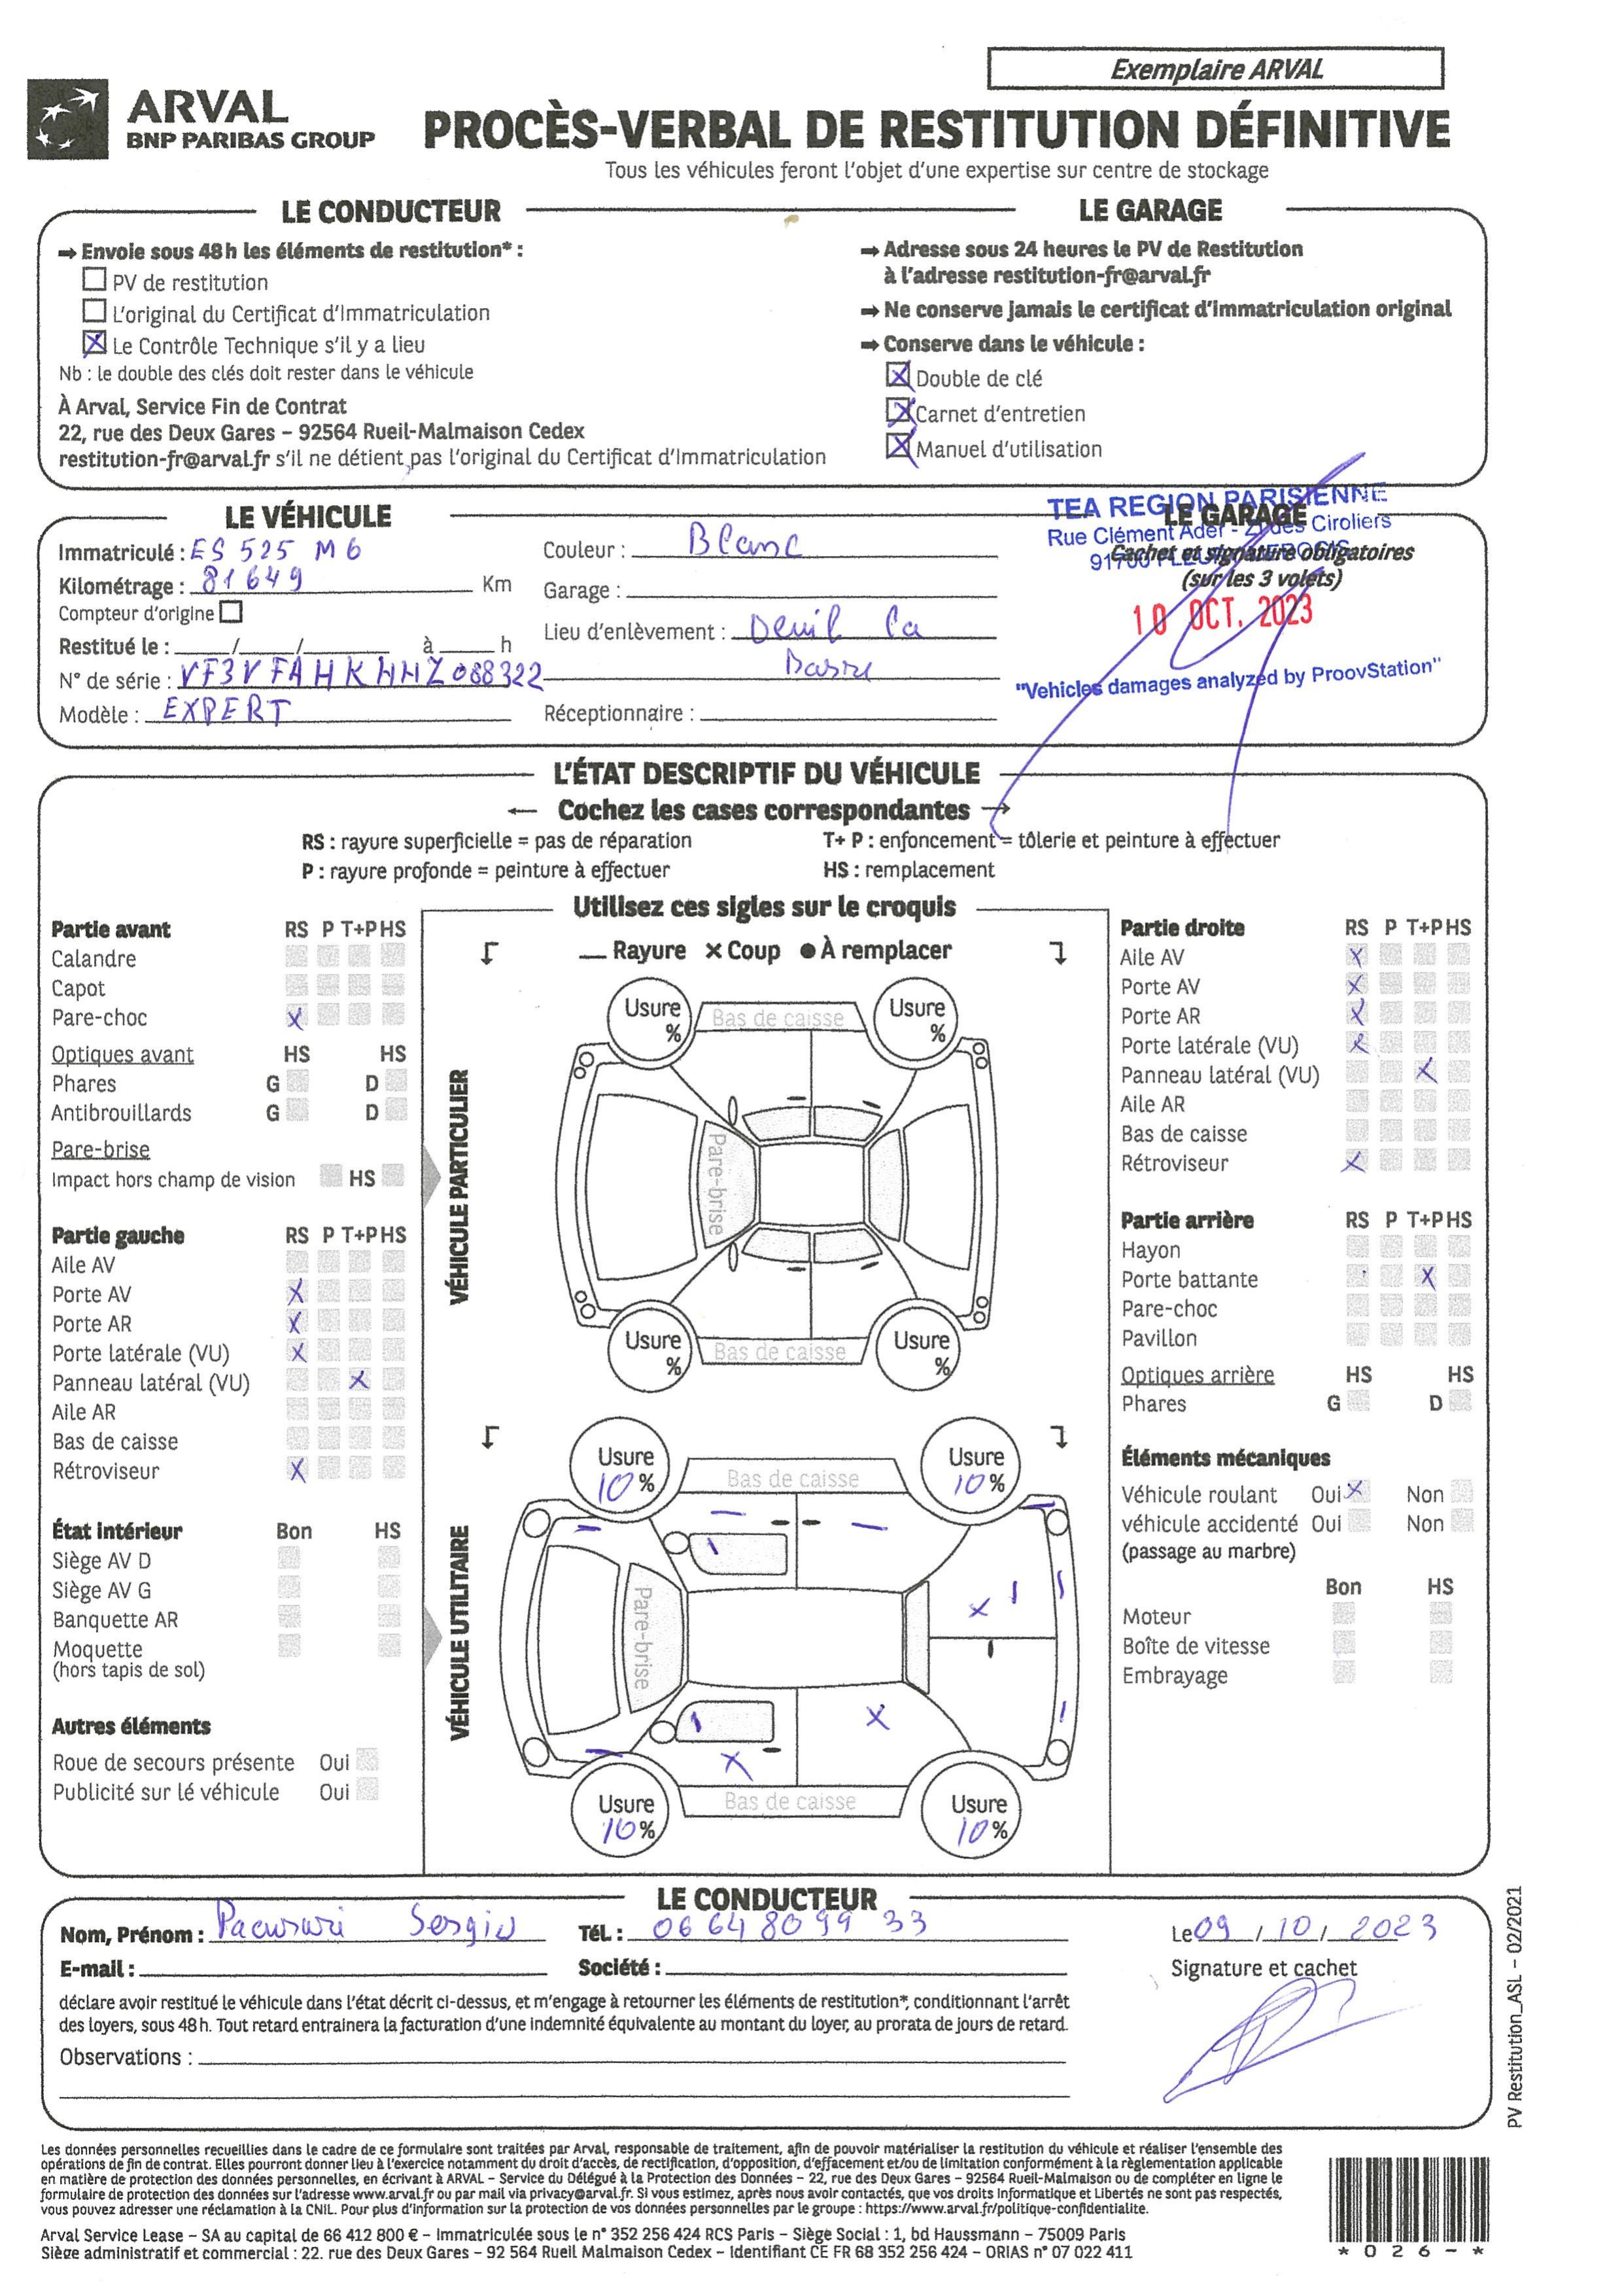 Exemplaire ARVAL
ARVAL
BNP PARIBAS GROUP
PROCÈS-VERBAL DE RESTITUTION DÉFINITIVE
Tous les véhicules feront l'objet d'une expertise sur centre de stockage
LE CONDUCTEUR
→ Envoie sous 48h les éléments de restitution* :
PV de restitution
L'original du Certificat d'Immatriculation
X Le Contrôle Technique s'il y a lieu
Nb : le double des clés doit rester dans le véhicule
À Arval, Service Fin de Contrat
22, rue des Deux Gares – 92564 Rueil-Malmaison Cedex
restitution-fr@arval.fr s'il ne détient pas l'original du Certificat d'Immatriculation
LE GARAGE
→ Adresse sous 24 heures le PV de Restitution
à l'adresse restitution-fr@arval.fr
→ Ne conserve jamais le certificat d'immatriculation original
→ Conserve dans le véhicule :
X Double de clé
X Carnet d'entretien
X Manuel d'utilisation
LE VÉHICULE
Immatriculé : ES 525 M6
Kilométrage : 81649 Km
Compteur d'origine
Restitué le : / / à h
N° de série : VF3VFAHKHHZ088322
Modèle : EXPERT
Couleur : Blanc
Garage :
Lieu d'enlèvement : Deuil la
Barre
Réceptionnaire :
TEA REGION PARISIENNE
LE GARAGE
Rue Clément Ader - ZI des Ciroliers
Cachet et signature obligatoires
(sur les 3 volets)
10 OCT. 2023
"Vehicles damages analyzed by ProovStation"
L'ÉTAT DESCRIPTIF DU VÉHICULE
← Cochez les cases correspondantes →
RS : rayure superficielle = pas de réparation
P : rayure profonde = peinture à effectuer
T+ P : enfoncement = tôlerie et peinture à effectuer
HS : remplacement
Utilisez ces sigles sur le croquis
— Rayure × Coup ● À remplacer
Partie avant RS P T+P HS
Calandre
Capot
Pare-choc X
Optiques avant HS HS
Phares G D
Antibrouillards G D
Pare-brise
Impact hors champ de vision HS
Partie gauche RS P T+P HS
Aile AV
Porte AV X
Porte AR X
Porte latérale (VU) X
Panneau latéral (VU) X
Aile AR
Bas de caisse
Rétroviseur X
État intérieur Bon HS
Siège AV D
Siège AV G
Banquette AR
Moquette
(hors tapis de sol)
Autres éléments
Roue de secours présente Oui
Publicité sur lé véhicule Oui
VÉHICULE PARTICULIER
Usure % Bas de caisse Usure %
Pare-brise
Usure % Bas de caisse Usure %
VÉHICULE UTILITAIRE
Usure 10% Bas de caisse Usure 10%
Pare-brise
Usure 10% Bas de caisse Usure 10%
Partie droite RS P T+P HS
Aile AV X
Porte AV X
Porte AR X
Porte latérale (VU) X
Panneau latéral (VU) X
Aile AR
Bas de caisse
Rétroviseur X
Partie arrière RS P T+P HS
Hayon
Porte battante X
Pare-choc
Pavillon
Optiques arrière HS HS
Phares G D
Éléments mécaniques
Véhicule roulant Oui X Non
véhicule accidenté Oui Non
(passage au marbre)
Bon HS
Moteur
Boîte de vitesse
Embrayage
LE CONDUCTEUR
Nom, Prénom : Pacurari Sergiu
Tél. : 06 64 80 99 33
Le 09 / 10 / 2023
E-mail :
Société :
Signature et cachet
déclare avoir restitué le véhicule dans l'état décrit ci-dessus, et m'engage à retourner les éléments de restitution*, conditionnant l'arrêt
des loyers, sous 48h. Tout retard entrainera la facturation d'une indemnité équivalente au montant du loyer, au prorata de jours de retard.
Observations :
PV Restitution_ASL – 02/2021
Les données personnelles recueillies dans le cadre de ce formulaire sont traitées par Arval, responsable de traitement, afin de pouvoir matérialiser la restitution du véhicule et réaliser l'ensemble des
opérations de fin de contrat. Elles pourront donner lieu à l'exercice notamment du droit d'accès, de rectification, d'opposition, d'effacement et/ou de limitation conformément à la règlementation applicable
en matière de protection des données personnelles, en écrivant à ARVAL – Service du Délégué à la Protection des Données – 22, rue des Deux Gares – 92564 Rueil-Malmaison ou de compléter en ligne le
formulaire de protection des données sur l'adresse www.arval.fr ou par mail via privacy@arval.fr. Si vous estimez, après nous avoir contactés, que vos droits Informatique et Libertés ne sont pas respectés,
vous pouvez adresser une réclamation à la CNIL. Pour plus d'information sur la protection de vos données personnelles par le groupe : https://www.arval.fr/politique-confidentialite.
Arval Service Lease – SA au capital de 66 412 800 € – Immatriculée sous le n° 352 256 424 RCS Paris – Siège Social : 1, bd Haussmann – 75009 Paris
Siège administratif et commercial : 22. rue des Deux Gares – 92 564 Rueil Malmaison Cedex – Identifiant CE FR 68 352 256 424 – ORIAS n° 07 022 411
* 0 2 6 – *